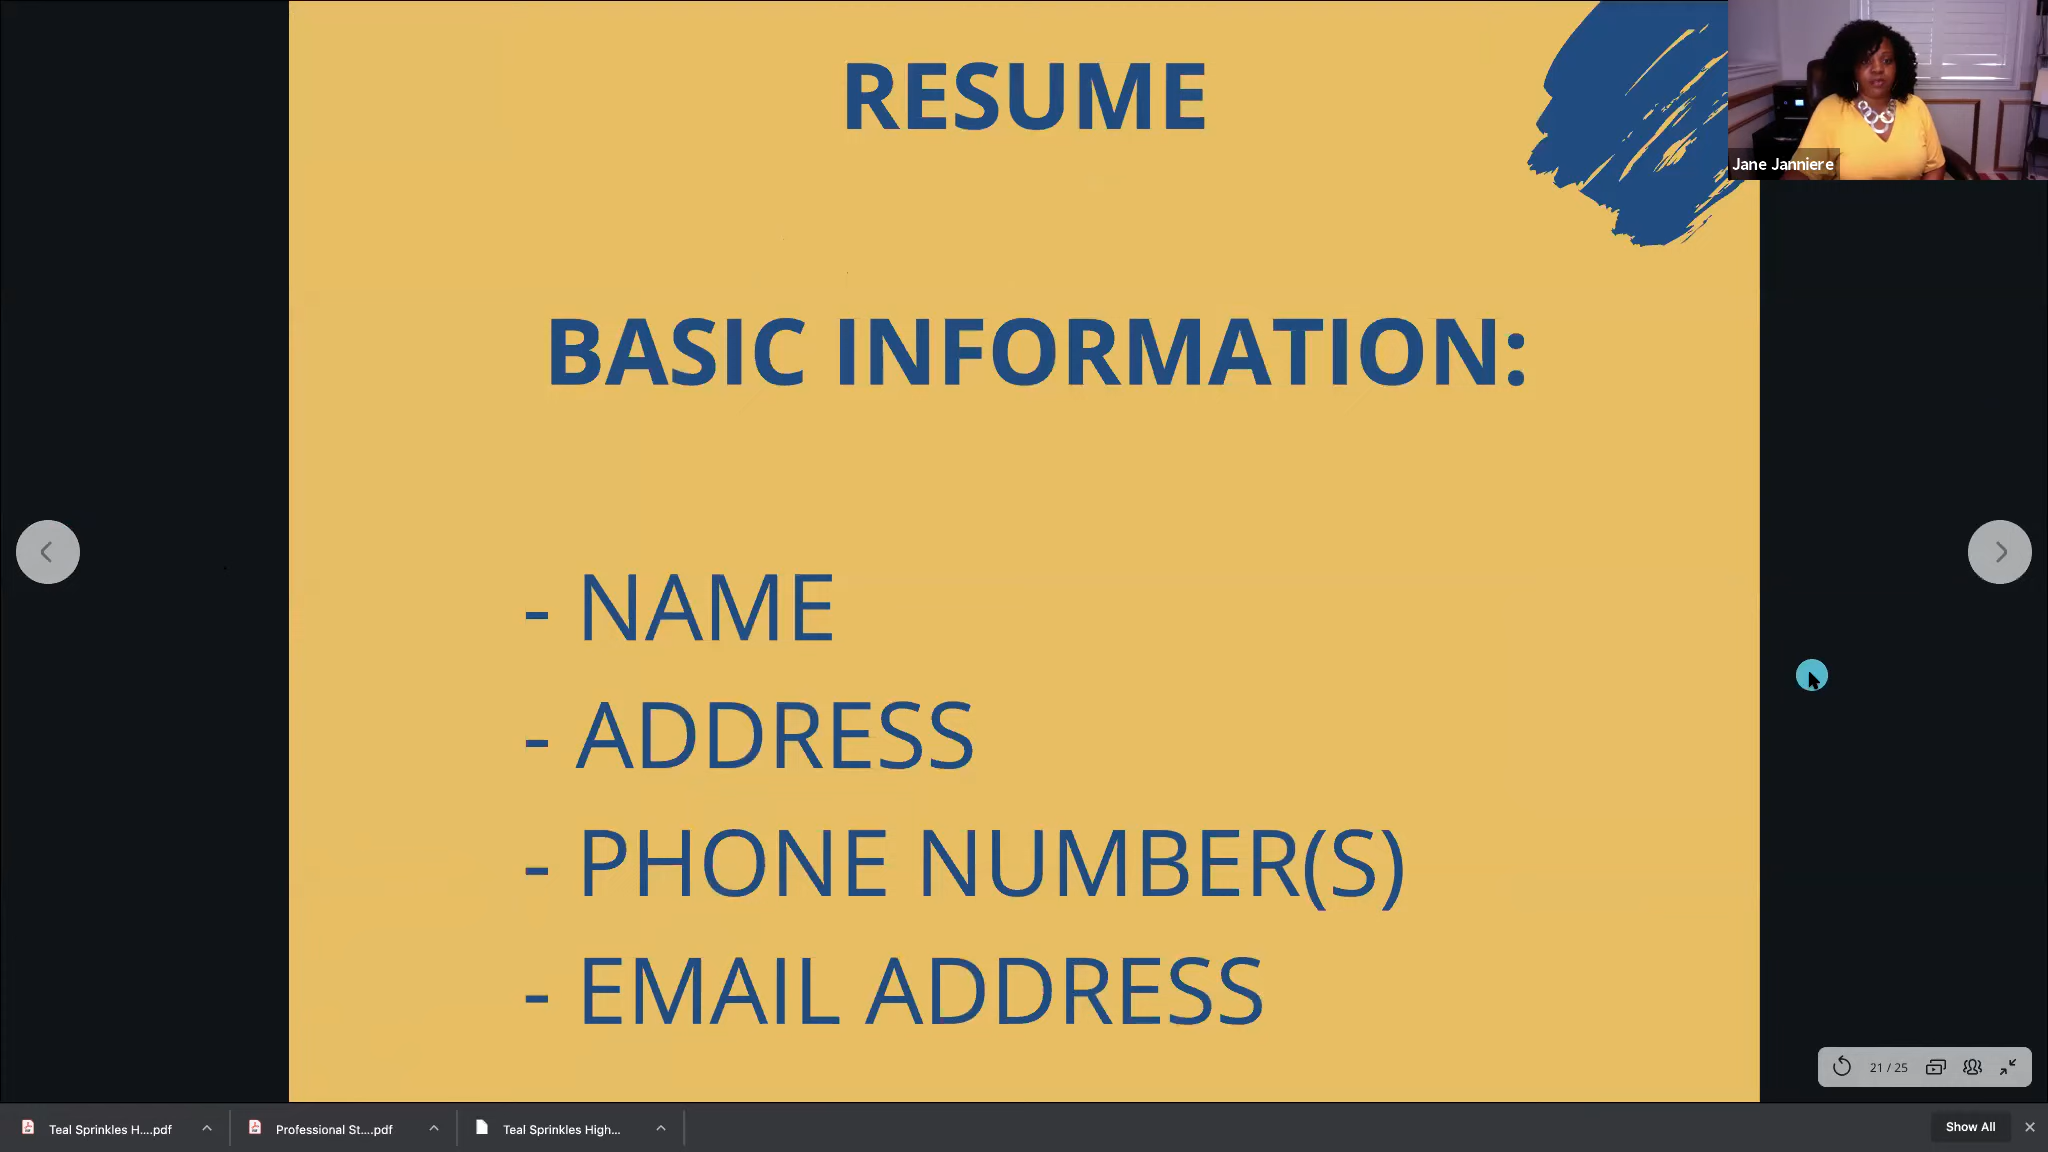 RESUME
Jane Janniere
BASIC INFORMATION:
- NAME
- ADDRESS
- PHONE NUMBER(S)
- EMAIL ADDRESS
21 / 25
Teal Sprinkles H....pdf
Professional St....pdf
Teal Sprinkles High...
Show All